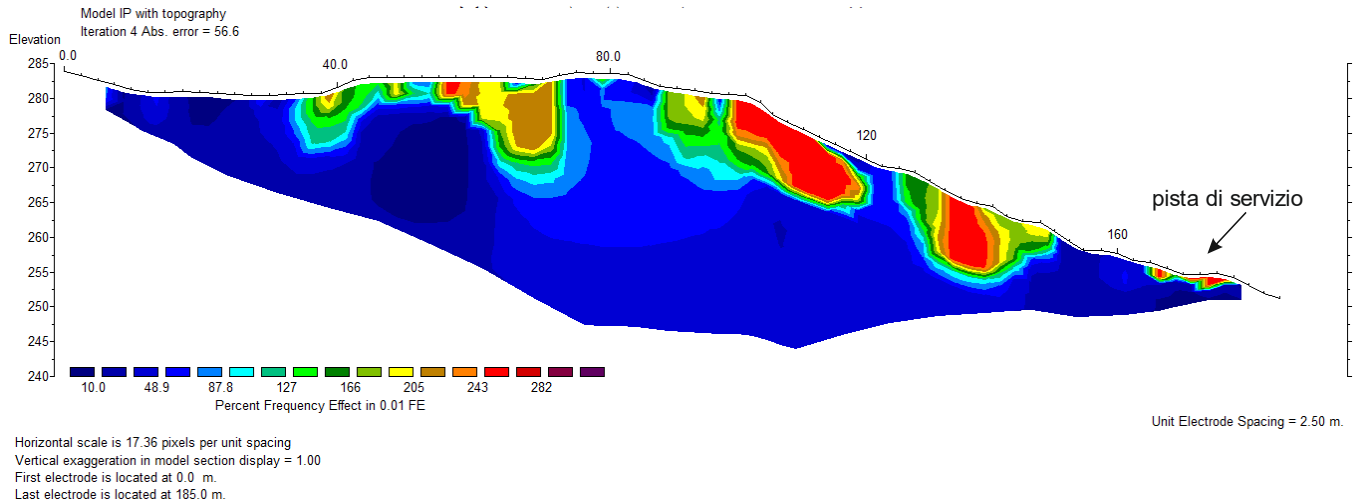 Model IP with topography
Iteration 4 Abs. error = 56.6
Elevation
0.0
40.0
80.0
120
160
285
280
275
270
265
260
255
250
245
240
pista di servizio
10.0 48.9 87.8 127 166 205 243 282
Percent Frequency Effect in 0.01 FE
Unit Electrode Spacing = 2.50 m.
Horizontal scale is 17.36 pixels per unit spacing
Vertical exaggeration in model section display = 1.00
First electrode is located at 0.0 m.
Last electrode is located at 185.0 m.